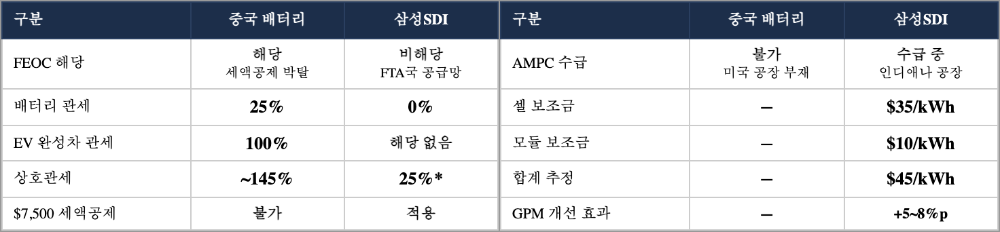 구분 중국 배터리 삼성SDI 구분 중국 배터리 삼성SDI
FEOC 해당 해당 비해당 AMPC 수급 불가 수급 중
세액공제 박탈 FTA국 공급망 미국 공장 부재 인디애나 공장
배터리 관세 25% 0% 셀 보조금 — $35/kWh
EV 완성차 관세 100% 해당 없음 모듈 보조금 — $10/kWh
상호관세 ~145% 25%* 합계 추정 — $45/kWh
$7,500 세액공제 불가 적용 GPM 개선 효과 — +5~8%p